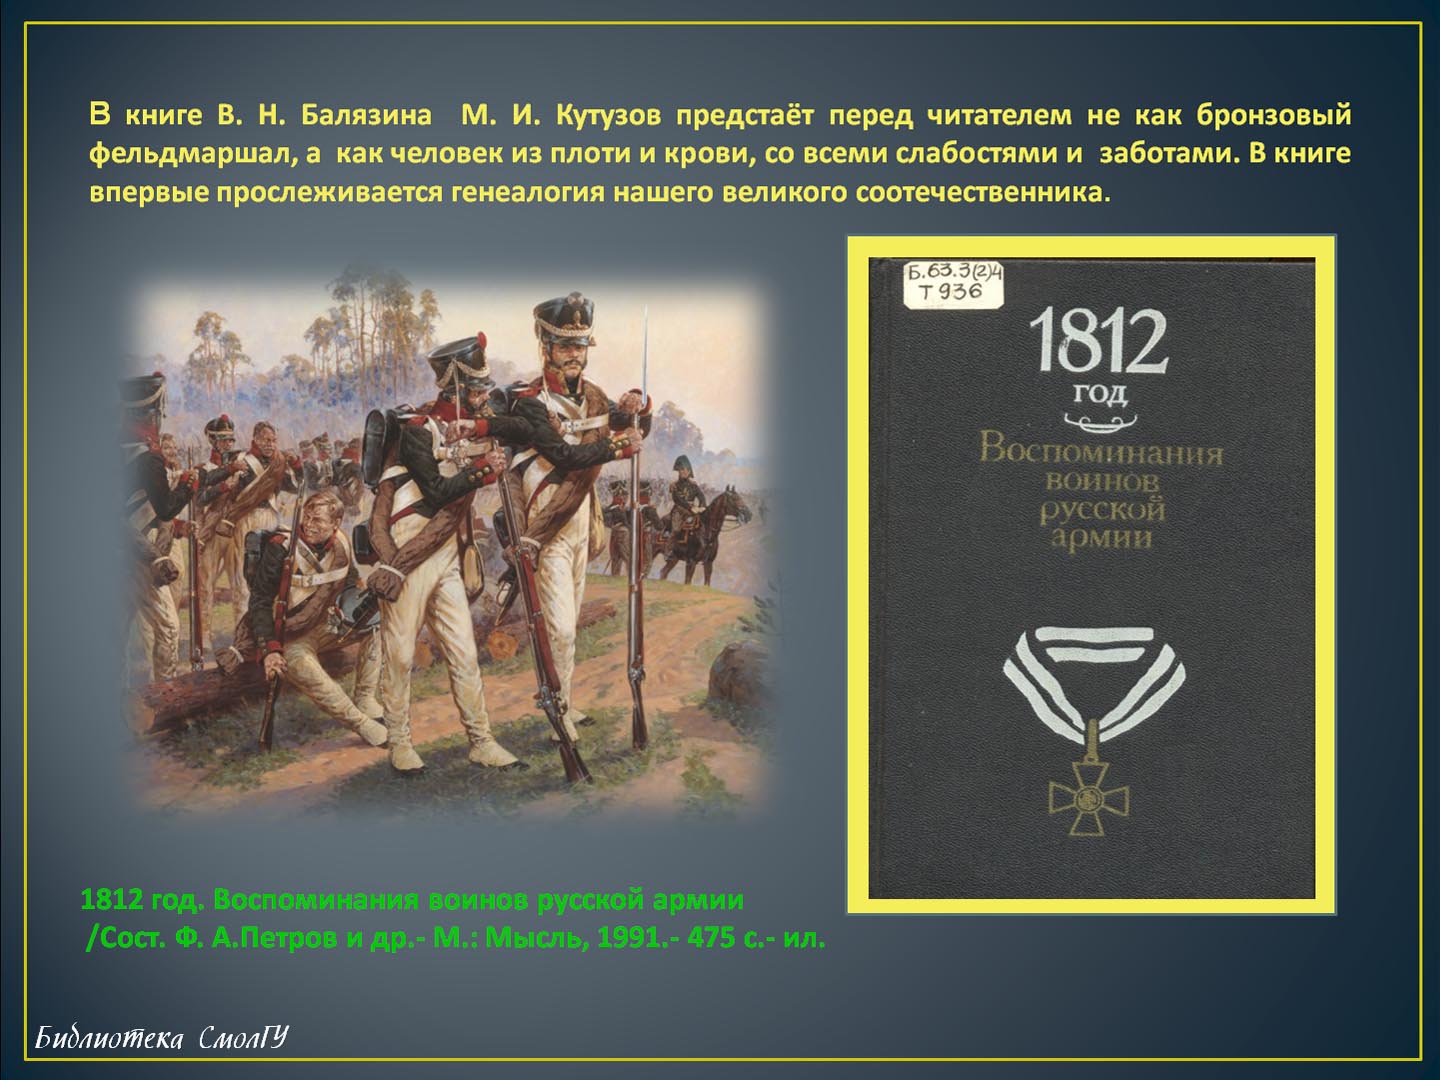 В книге В. Н. Балязина М. И. Кутузов предстаёт перед читателем не как бронзовый
фельдмаршал, а как человек из плоти и крови, со всеми слабостями и заботами. В книге
впервые прослеживается генеалогия нашего великого соотечественника.
Б.63.3(2)4
Т 936
1812
год
Воспоминания
воинов
русской
армии
1812 год. Воспоминания воинов русской армии
/Сост. Ф. А.Петров и др.- М.: Мысль, 1991.- 475 с.- ил.
Библиотека СмолГУ